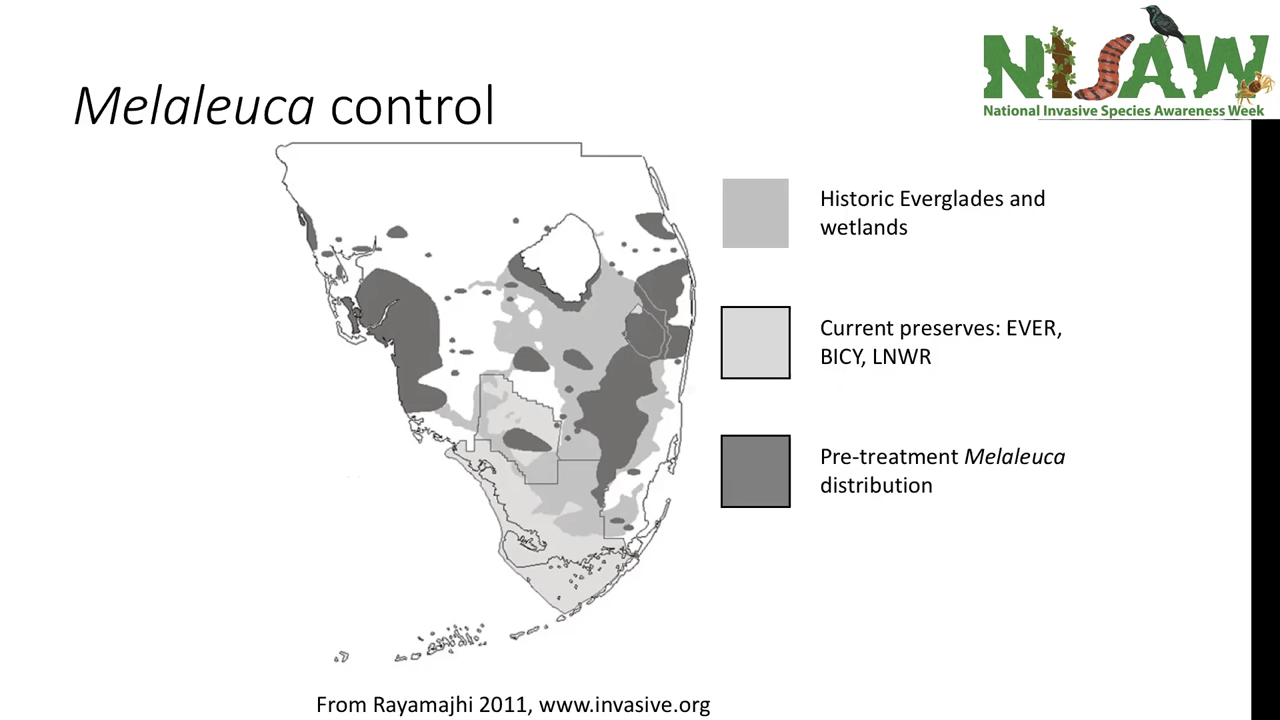 NISAW
National Invasive Species Awareness Week
Melaleuca control
Historic Everglades and
wetlands
Current preserves: EVER,
BICY, LNWR
Pre-treatment Melaleuca
distribution
From Rayamajhi 2011, www.invasive.org